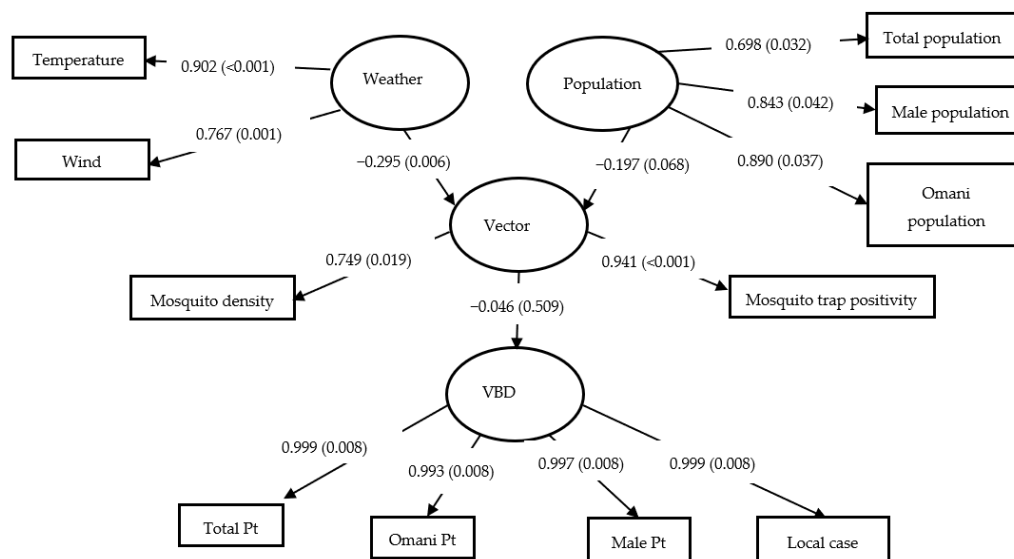 Total population
0.698 (0.032)
Temperature
0.902 (<0.001)
Weather
Population
0.843 (0.042)
Male population
0.767 (0.001)
Wind
−0.295 (0.006)
−0.197 (0.068)
0.890 (0.037)
Omani
population
Vector
0.749 (0.019)
0.941 (<0.001)
Mosquito density
Mosquito trap positivity
−0.046 (0.509)
VBD
0.999 (0.008)
0.993 (0.008)
0.997 (0.008)
0.999 (0.008)
Total Pt
Omani Pt
Male Pt
Local case